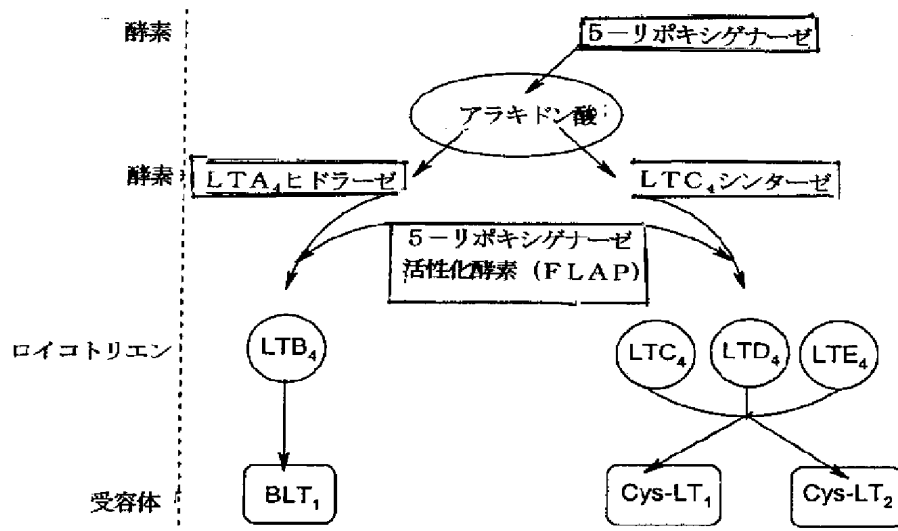 酵素
5-リポキシゲナーゼ
アラキドン酸
酵素
LTA₄ヒドラーゼ
LTC₄シンターゼ
5-リポキシゲナーゼ
活性化酵素 (FLAP)
ロイコトリエン
LTB₄
LTC₄
LTD₄
LTE₄
受容体
BLT₁
Cys-LT₁
Cys-LT₂